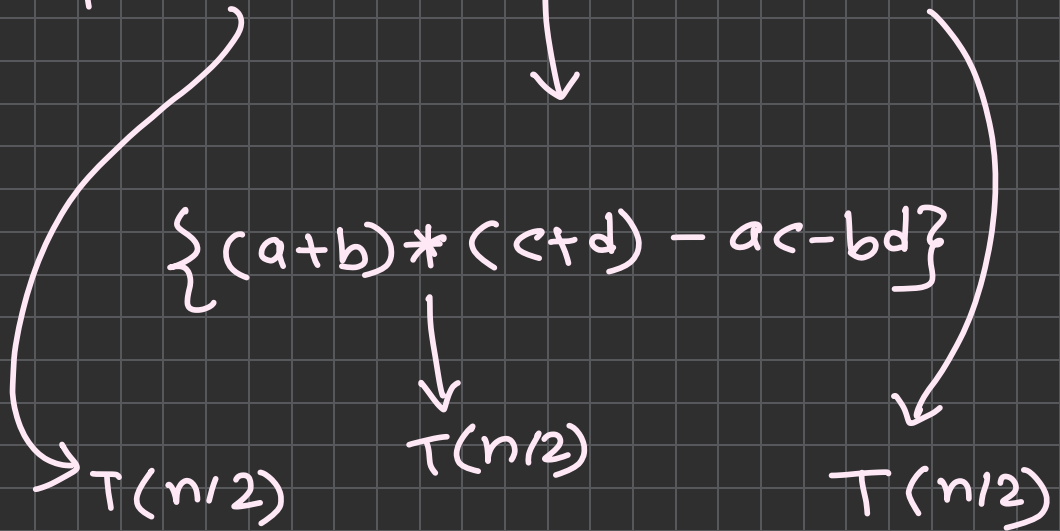 {(a+b)*(c+d) - ac-bd}
T(n/2)
T(n/2)
T(n/2)